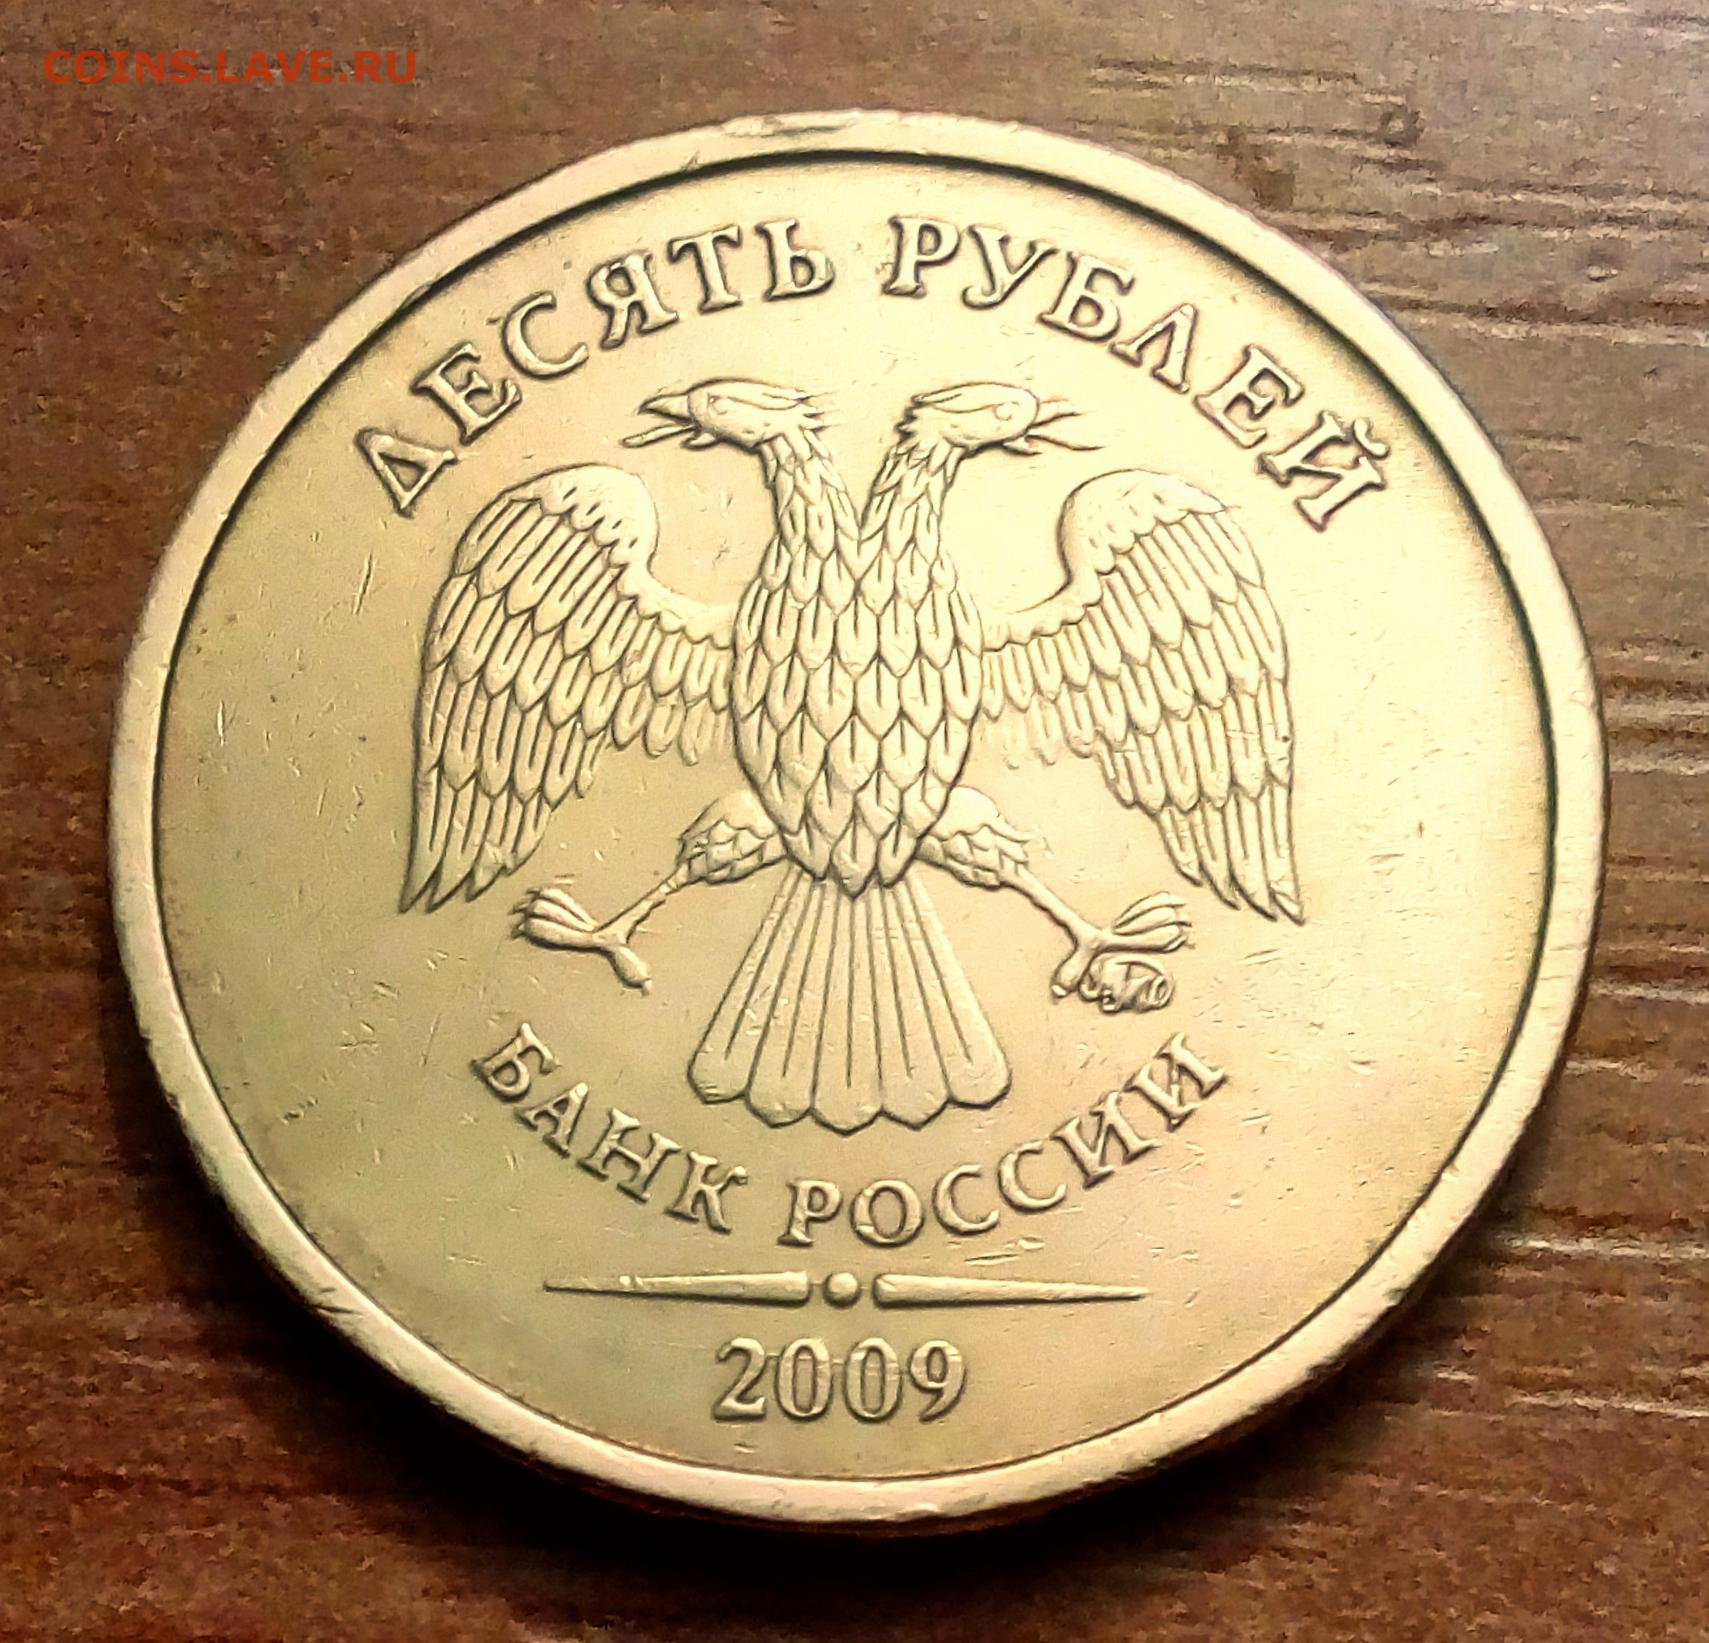 COINS.LAVE.RU
ДЕСЯТЬ РУБЛЕЙ
БАНК РОССИИ
2009